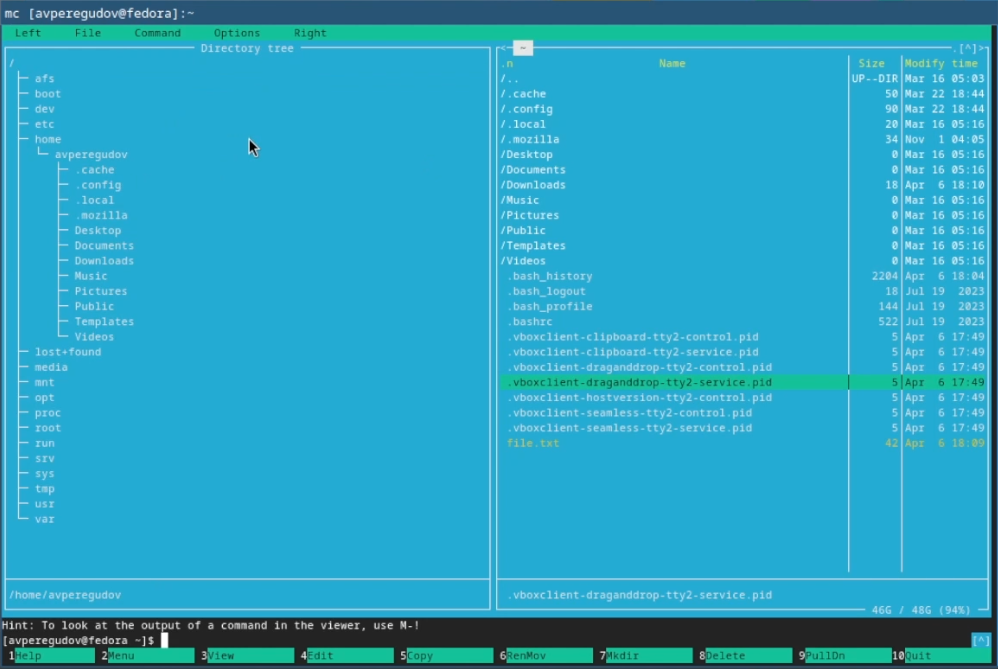 mc [avperegudov@fedora]:~
Left File Command Options Right
Directory tree
/
afs
boot
dev
etc
home
avperegudov
.cache
.config
.local
.mozilla
Desktop
Documents
Downloads
Music
Pictures
Public
Templates
Videos
lost+found
media
mnt
opt
proc
root
run
srv
sys
tmp
usr
var
/home/avperegudov
<- ~ .[^]>
.n Name Size Modify time
/.. UP--DIR Mar 16 05:03
/.cache 50 Mar 22 18:44
/.config 90 Mar 22 18:44
/.local 20 Mar 16 05:16
/.mozilla 34 Nov 1 04:05
/Desktop 0 Mar 16 05:16
/Documents 0 Mar 16 05:16
/Downloads 18 Apr 6 18:10
/Music 0 Mar 16 05:16
/Pictures 0 Mar 16 05:16
/Public 0 Mar 16 05:16
/Templates 0 Mar 16 05:16
/Videos 0 Mar 16 05:16
.bash_history 2204 Apr 6 18:04
.bash_logout 18 Jul 19 2023
.bash_profile 144 Jul 19 2023
.bashrc 522 Jul 19 2023
.vboxclient-clipboard-tty2-control.pid 5 Apr 6 17:49
.vboxclient-clipboard-tty2-service.pid 5 Apr 6 17:49
.vboxclient-draganddrop-tty2-control.pid 5 Apr 6 17:49
.vboxclient-draganddrop-tty2-service.pid 5 Apr 6 17:49
.vboxclient-hostversion-tty2-control.pid 5 Apr 6 17:49
.vboxclient-seamless-tty2-control.pid 5 Apr 6 17:49
.vboxclient-seamless-tty2-service.pid 5 Apr 6 17:49
file.txt 42 Apr 6 18:09
.vboxclient-draganddrop-tty2-service.pid
46G / 48G (94%)
Hint: To look at the output of a command in the viewer, use M-!
[avperegudov@fedora ~]$ [^]
1Help 2Menu 3View 4Edit 5Copy 6RenMov 7Mkdir 8Delete 9PullDn 10Quit